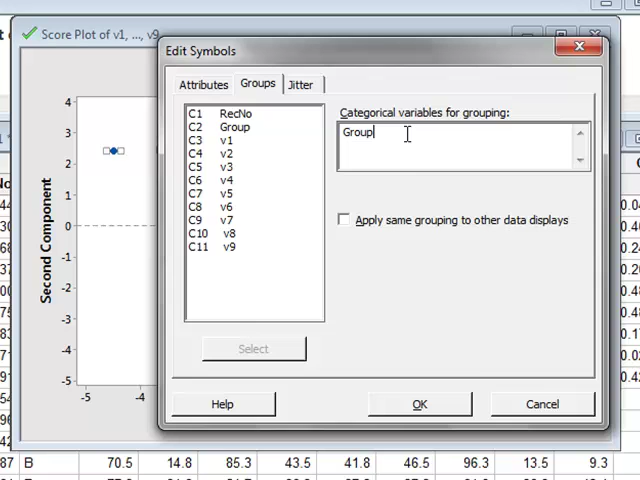 Score Plot of v1, ..., v9
Edit Symbols
Attributes
Groups
Jitter
C1 RecNo
C2 Group
C3 v1
C4 v2
C5 v3
C6 v4
C7 v5
C8 v6
C9 v7
C10 v8
C11 v9
Categorical variables for grouping:
Group
Apply same grouping to other data displays
Select
Help
OK
Cancel
Second Component
4
3
2
1
0
-1
-2
-3
-4
-5
-5
-4
87 B 70.5 14.8 85.3 43.5 41.8 46.5 96.3 13.5 9.3